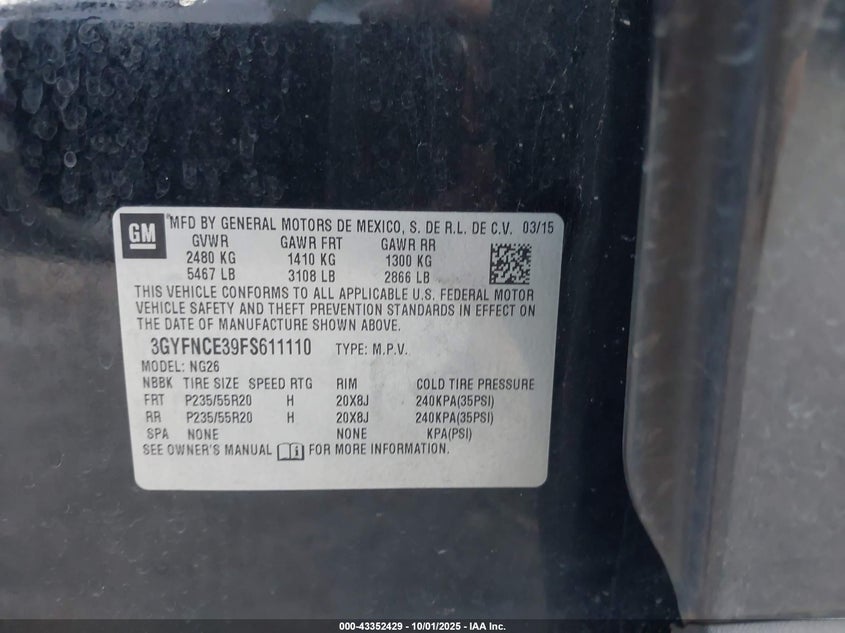 GM
MFD BY GENERAL MOTORS DE MEXICO, S. DE R.L. DE C.V. 03/15
GVWR GAWR FRT GAWR RR
2480 KG 1410 KG 1300 KG
5467 LB 3108 LB 2866 LB
THIS VEHICLE CONFORMS TO ALL APPLICABLE U.S. FEDERAL MOTOR
VEHICLE SAFETY AND THEFT PREVENTION STANDARDS IN EFFECT ON
THE DATE OF MANUFACTURE SHOWN ABOVE.
3GYFNCE39FS611110 TYPE: M.P.V.
MODEL: NG26
NBBK TIRE SIZE SPEED RTG RIM COLD TIRE PRESSURE
FRT P235/55R20 H 20X8J 240KPA(35PSI)
RR P235/55R20 H 20X8J 240KPA(35PSI)
SPA NONE NONE KPA(PSI)
SEE OWNER'S MANUAL FOR MORE INFORMATION.
000-43352429 - 10/01/2025 - IAA Inc.